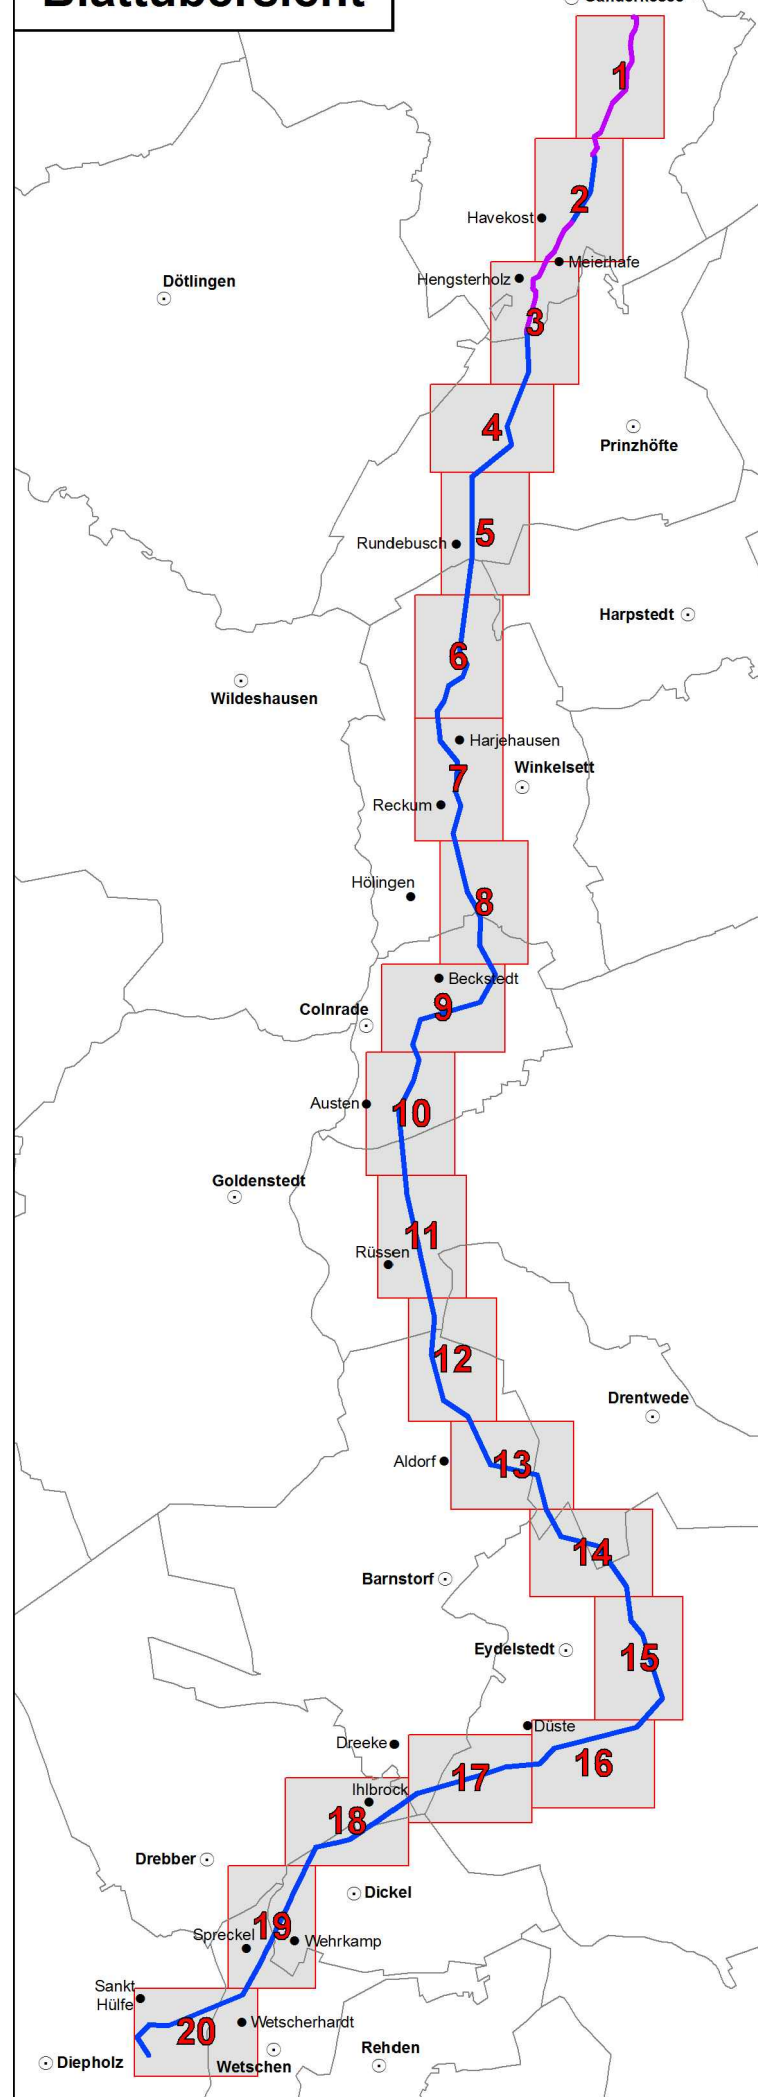 Blattübersicht
Ganderkesee
1
2
Havekost
Meierhafe
Hengsterholz
Dötlingen
3
4
Prinzhöfte
5
Rundebusch
Harpstedt
6
Wildeshausen
Harjehausen
Winkelsett
7
Reckum
Hölingen
8
Beckstedt
9
Colnrade
Austen
10
Goldenstedt
11
Rüssen
12
Drentwede
Aldorf
13
14
Barnstorf
Eydelstedt
15
Düste
Dreeke
16
17
Ihlbrock
18
Drebber
Dickel
19
Spreckel
Wehrkamp
Sankt
Hülfe
Wetscherhardt
20
Rehden
Diepholz
Wetschen